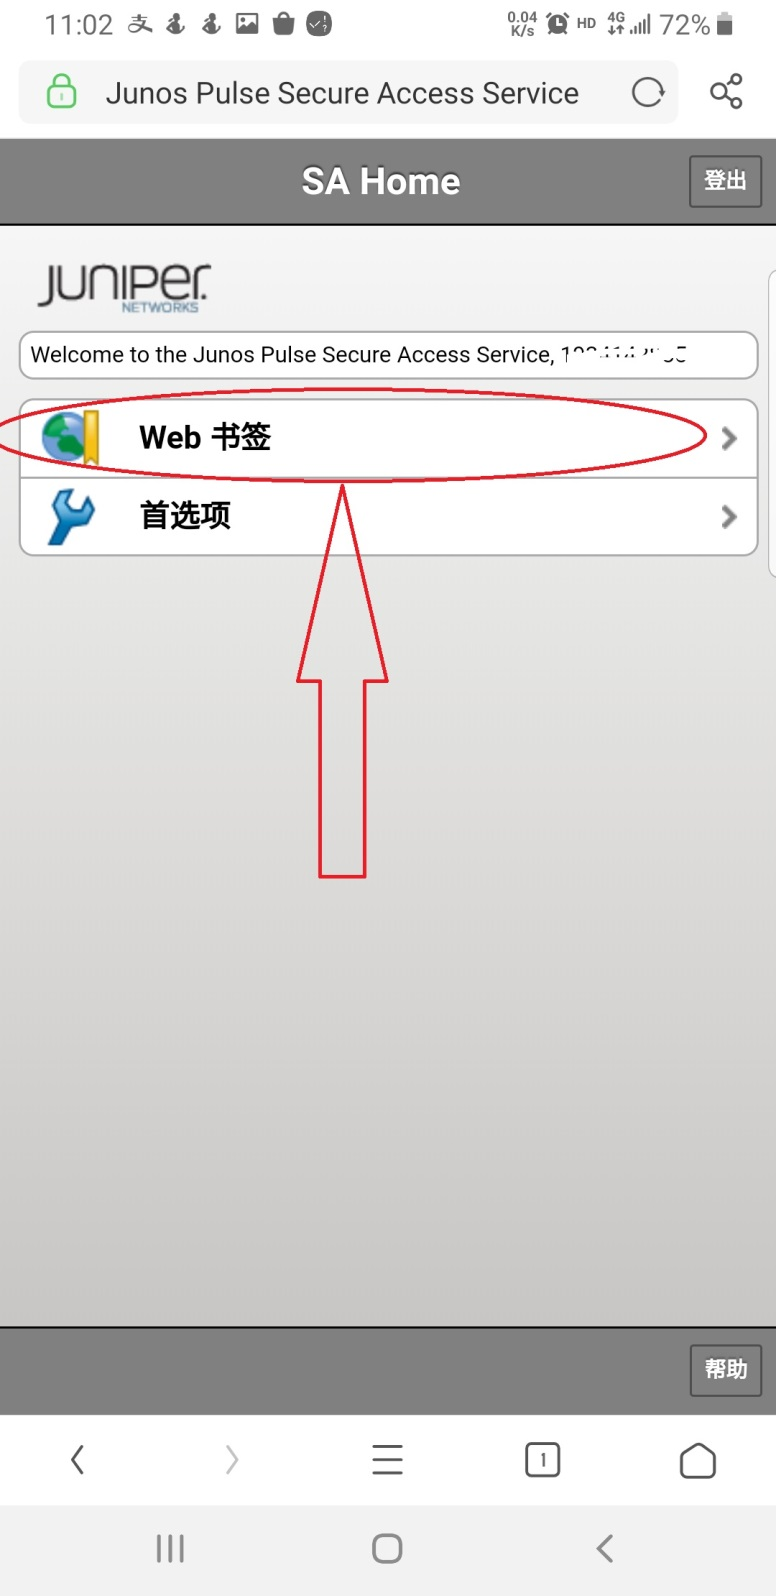 11:02
0.04
K/s
HD
4G
72%
Junos Pulse Secure Access Service
SA Home
登出
JUNIPER
NETWORKS
Welcome to the Junos Pulse Secure Access Service,
Web 书签
首选项
帮助
1